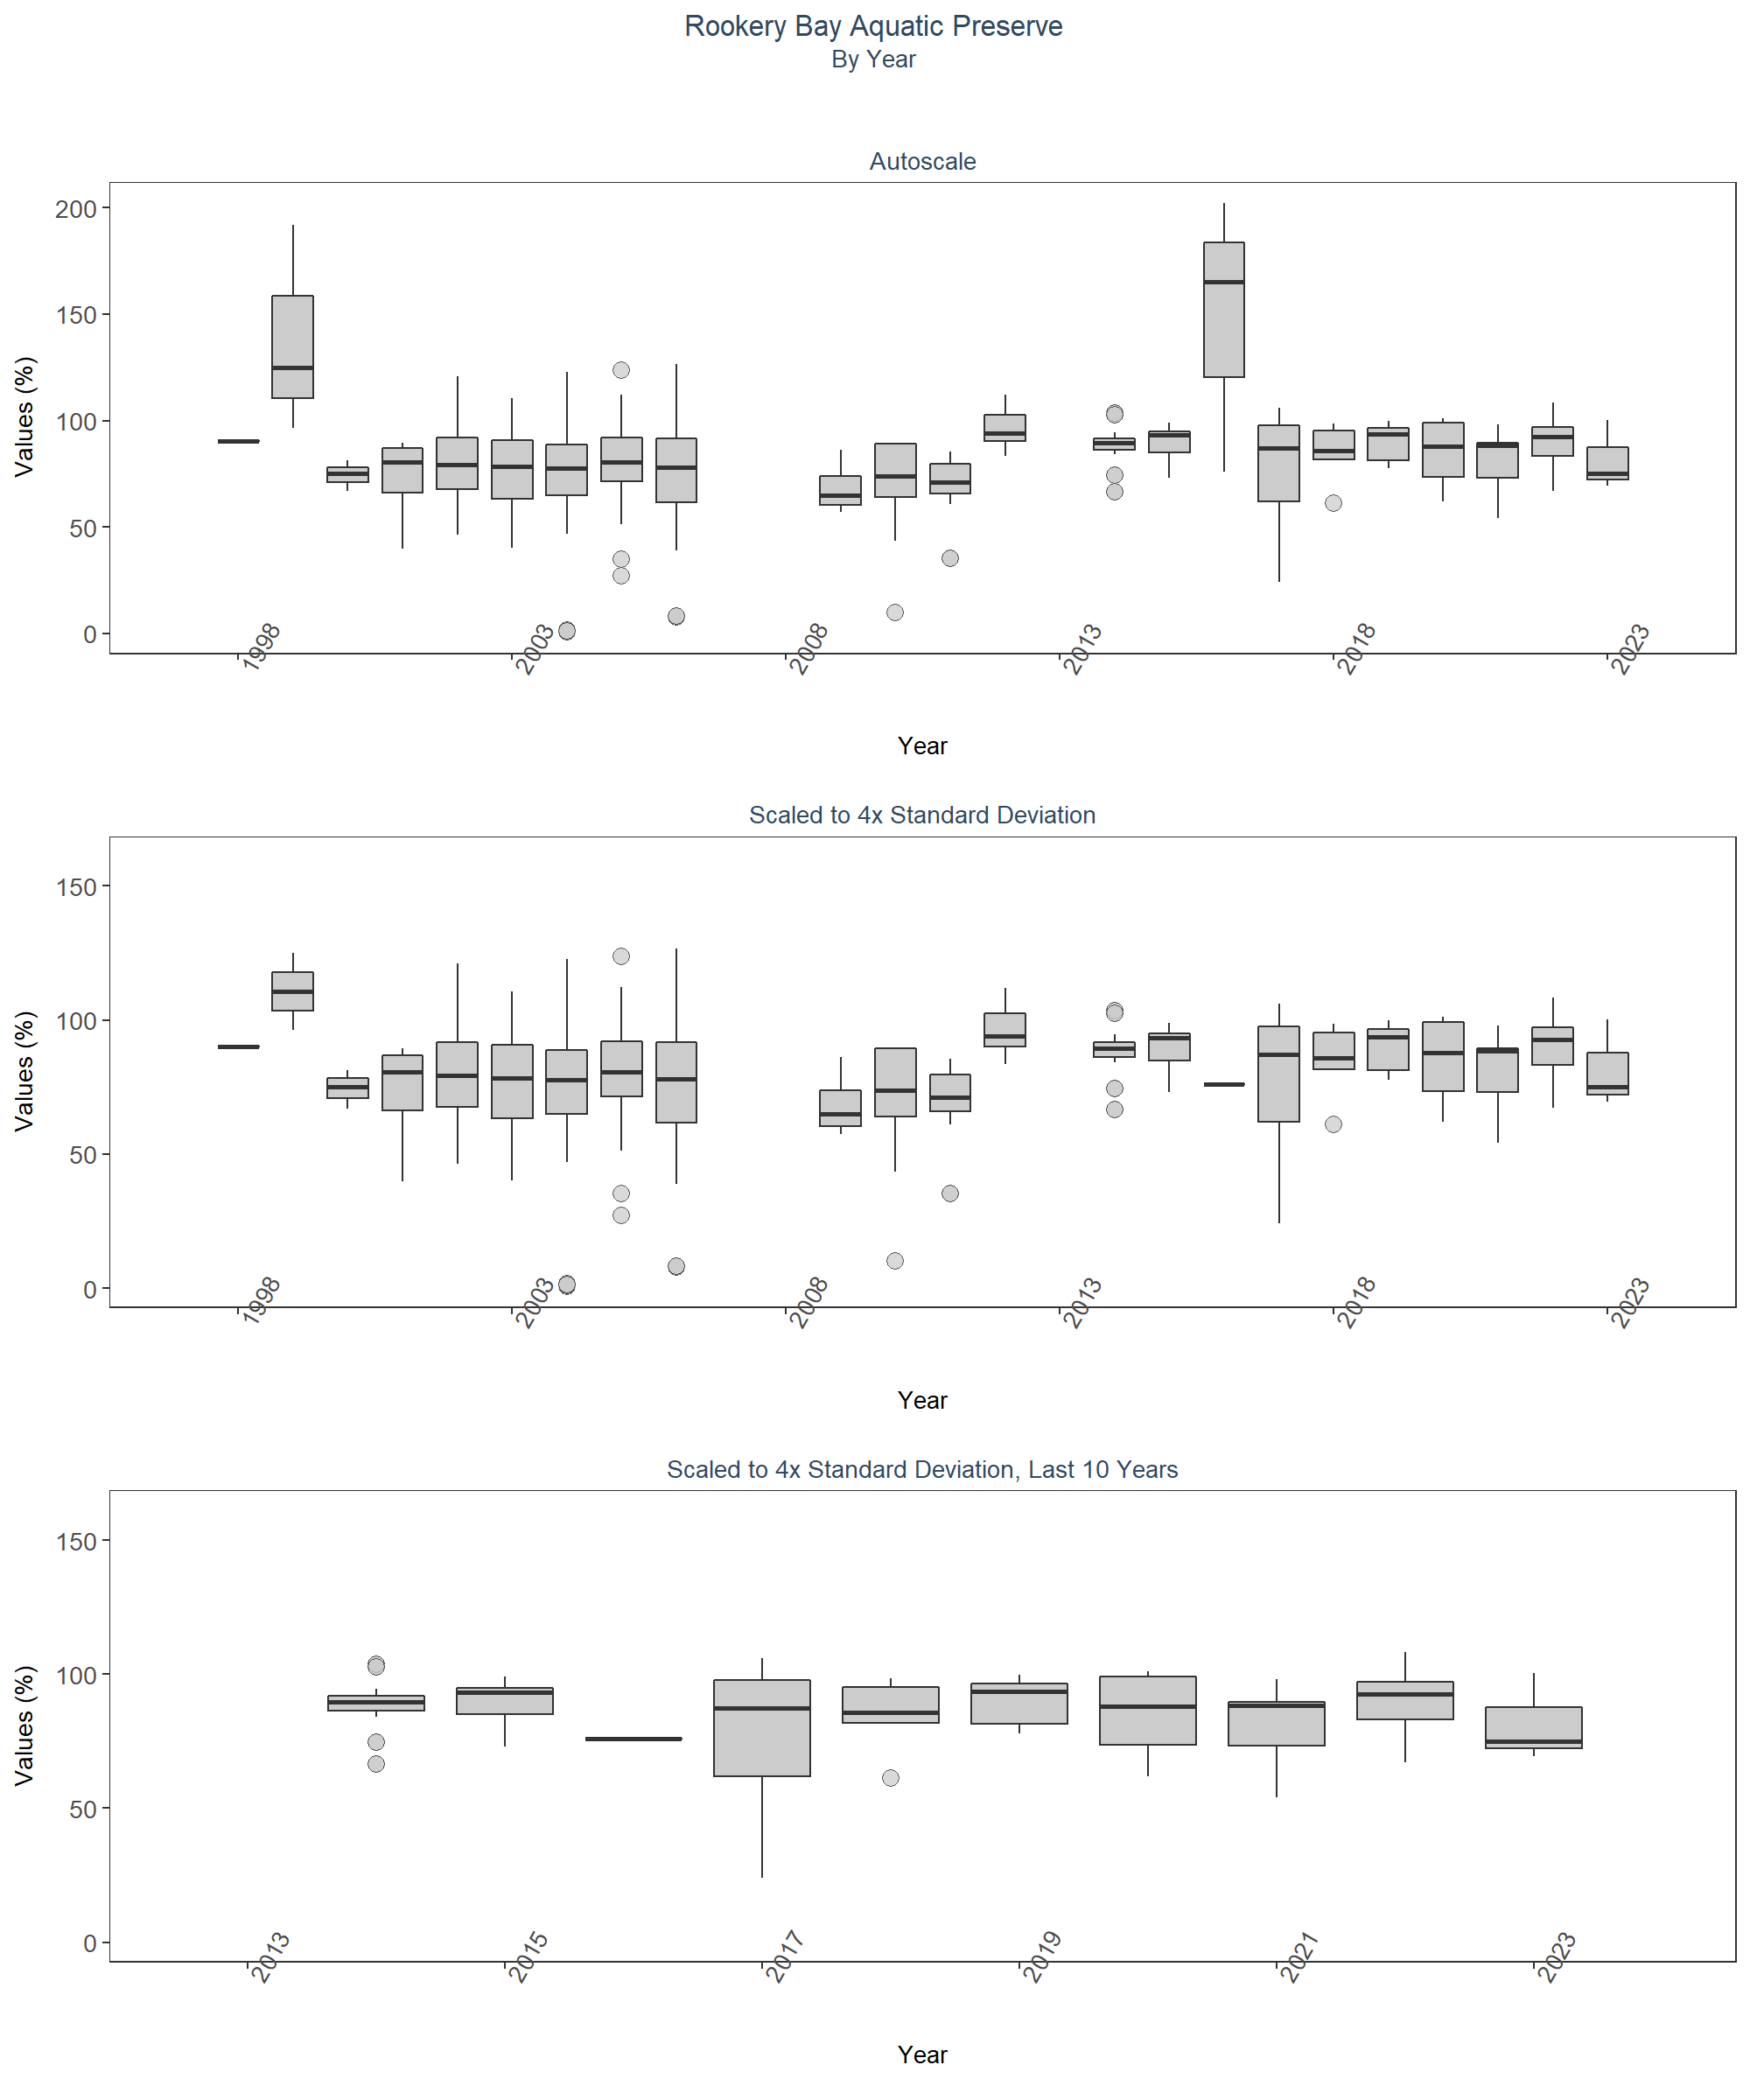 Rookery Bay Aquatic Preserve
By Year
Autoscale
Values (%)
200
150
100
50
0
1998
2003
2008
2013
2018
2023
Year
Scaled to 4x Standard Deviation
Values (%)
150
100
50
0
1998
2003
2008
2013
2018
2023
Year
Scaled to 4x Standard Deviation, Last 10 Years
Values (%)
150
100
50
0
2013
2015
2017
2019
2021
2023
Year